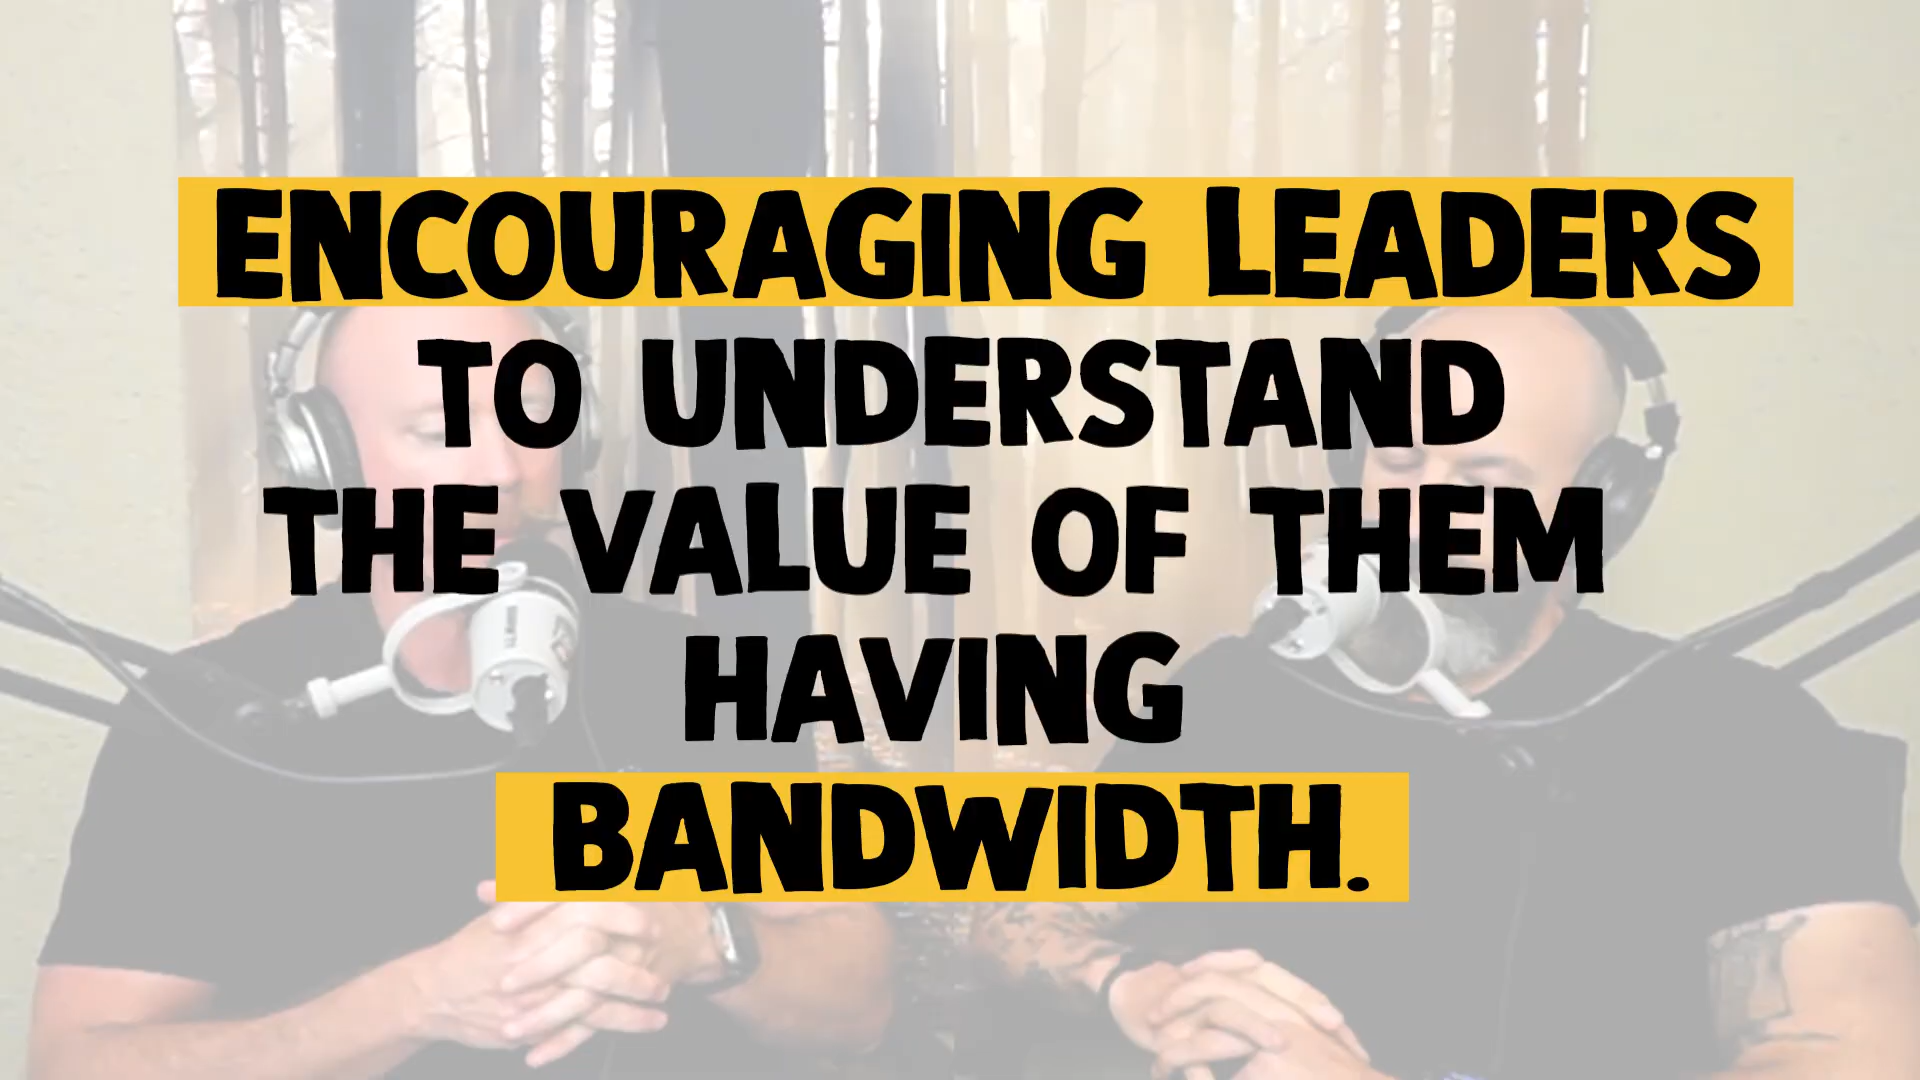 ENCOURAGING LEADERS
TO UNDERSTAND
THE VALUE OF THEM
HAVING
BANDWIDTH.